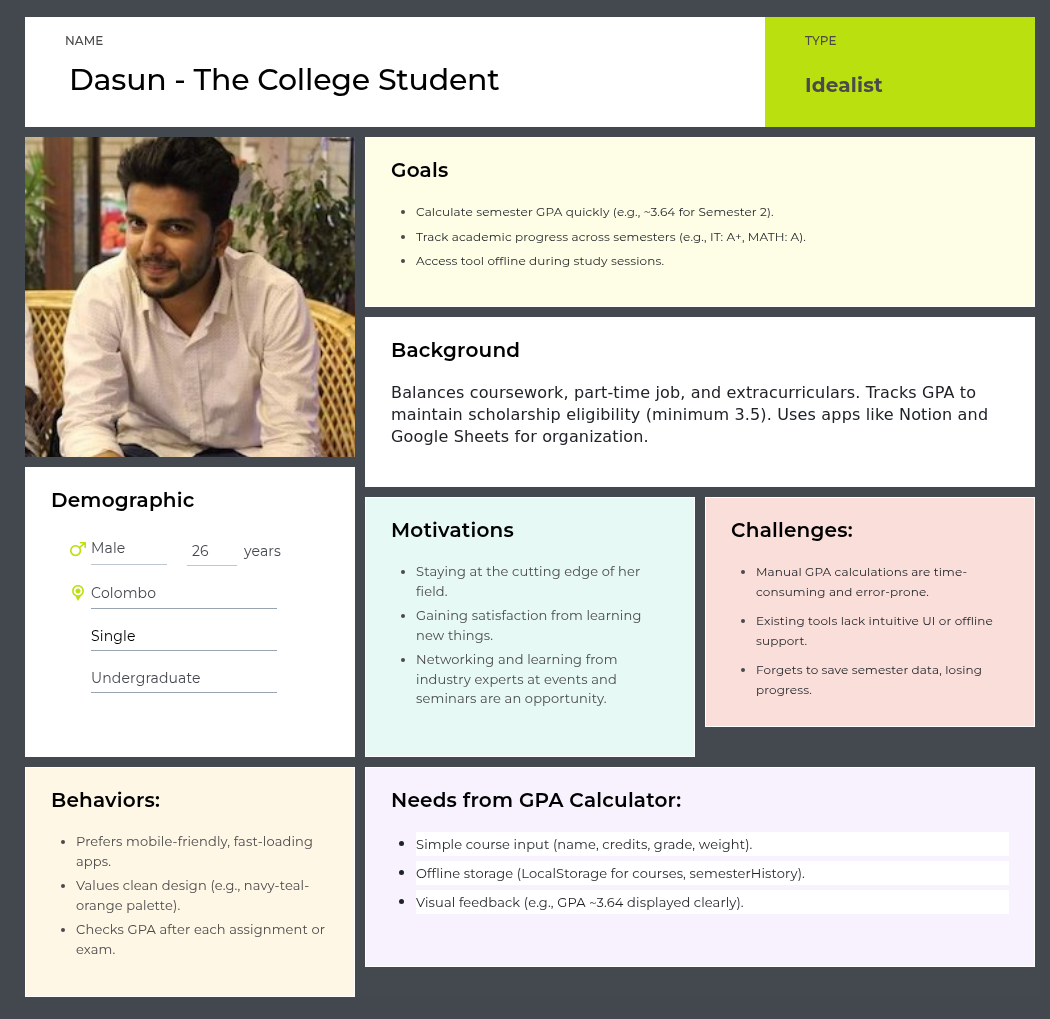 NAME
Dasun - The College Student
TYPE
Idealist
Goals
• Calculate semester GPA quickly (e.g., ~3.64 for Semester 2).
• Track academic progress across semesters (e.g., IT: A+, MATH: A).
• Access tool offline during study sessions.
Background
Balances coursework, part-time job, and extracurriculars. Tracks GPA to
maintain scholarship eligibility (minimum 3.5). Uses apps like Notion and
Google Sheets for organization.
Demographic
Male 26 years
Colombo
Single
Undergraduate
Motivations
• Staying at the cutting edge of her
field.
• Gaining satisfaction from learning
new things.
• Networking and learning from
industry experts at events and
seminars are an opportunity.
Challenges:
• Manual GPA calculations are time-
consuming and error-prone.
• Existing tools lack intuitive UI or offline
support.
• Forgets to save semester data, losing
progress.
Behaviors:
• Prefers mobile-friendly, fast-loading
apps.
• Values clean design (e.g., navy-teal-
orange palette).
• Checks GPA after each assignment or
exam.
Needs from GPA Calculator:
• Simple course input (name, credits, grade, weight).
• Offline storage (LocalStorage for courses, semesterHistory).
• Visual feedback (e.g., GPA ~3.64 displayed clearly).